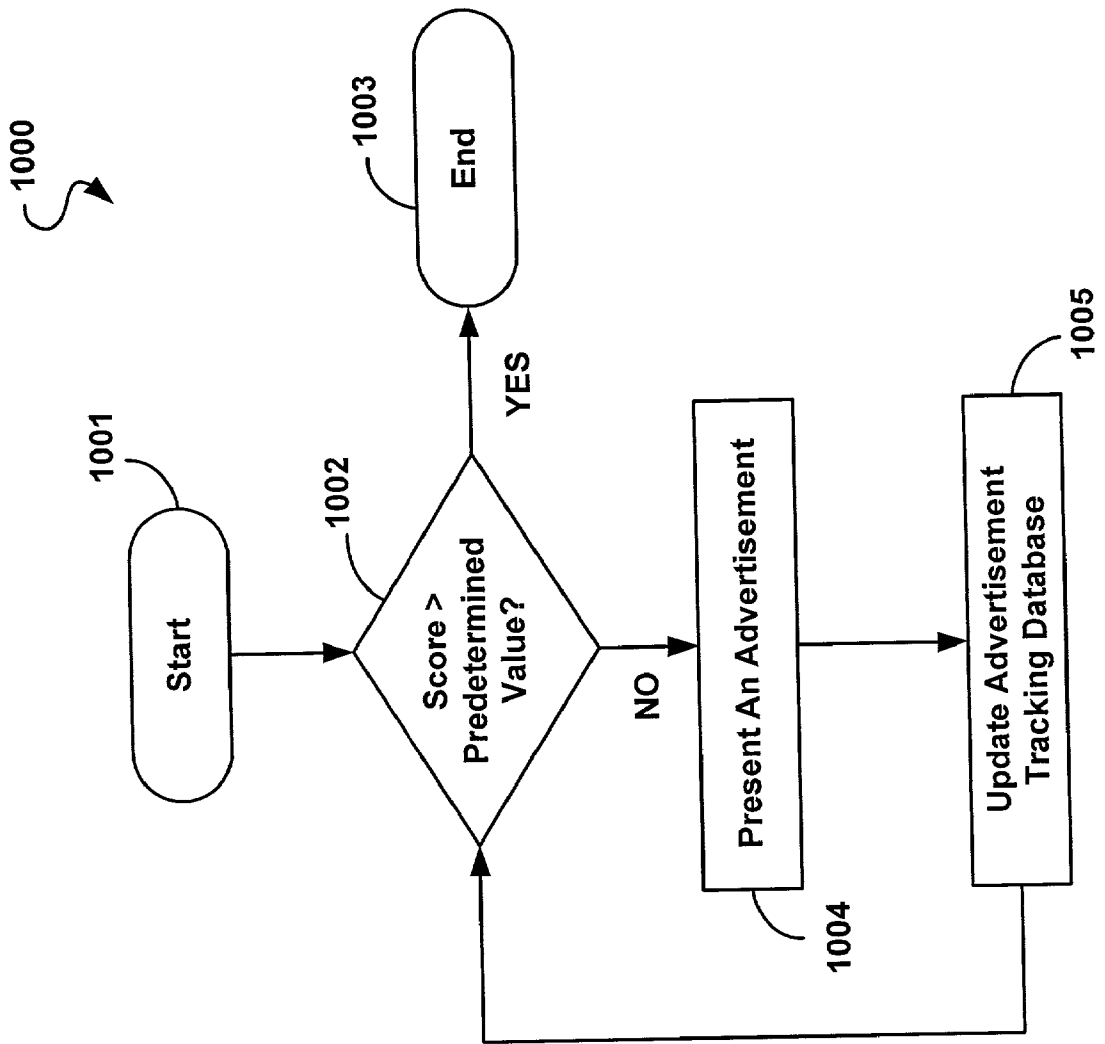 1000
1001
Start
1002
Score >
Predetermined
Value?
YES
1003
End
NO
Present An Advertisement
1004
Update Advertisement
Tracking Database
1005